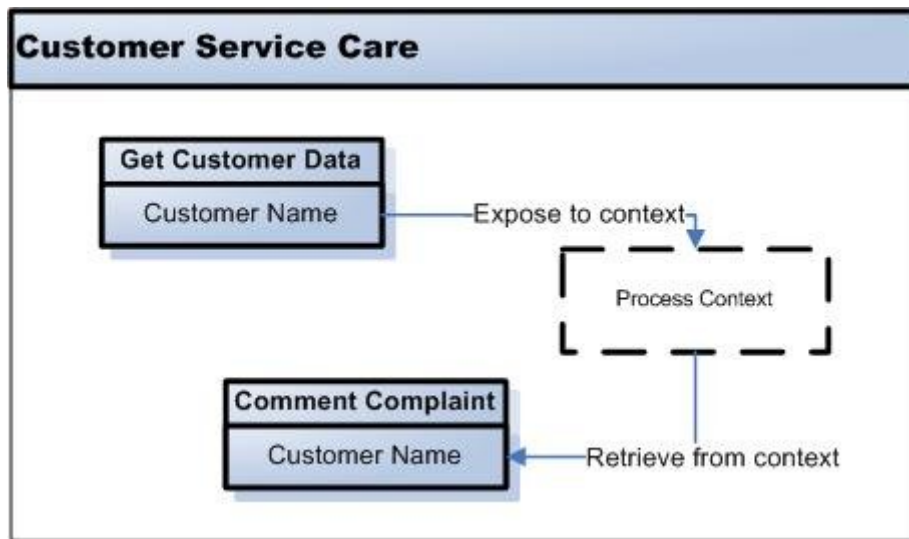 Customer Service Care
Get Customer Data
Customer Name
Expose to context
Process Context
Comment Complaint
Customer Name
Retrieve from context